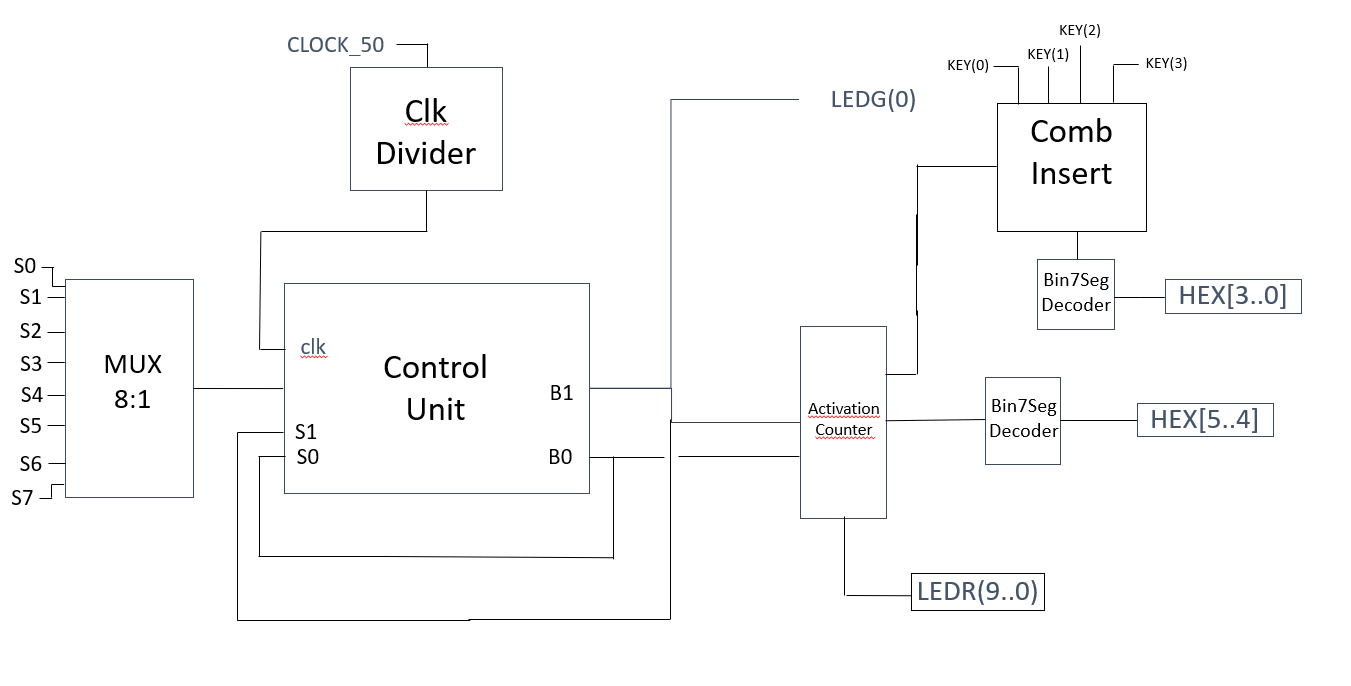 CLOCK_50
Clk
Divider
LEDG(0)
KEY(0)
KEY(1)
KEY(2)
KEY(3)
Comb
Insert
Bin7Seg
Decoder
HEX[3..0]
S0
S1
S2
S3
S4
S5
S6
S7
MUX
8:1
clk
Control
Unit
B1
S1
S0
B0
Activation
Counter
Bin7Seg
Decoder
HEX[5..4]
LEDR(9..0)